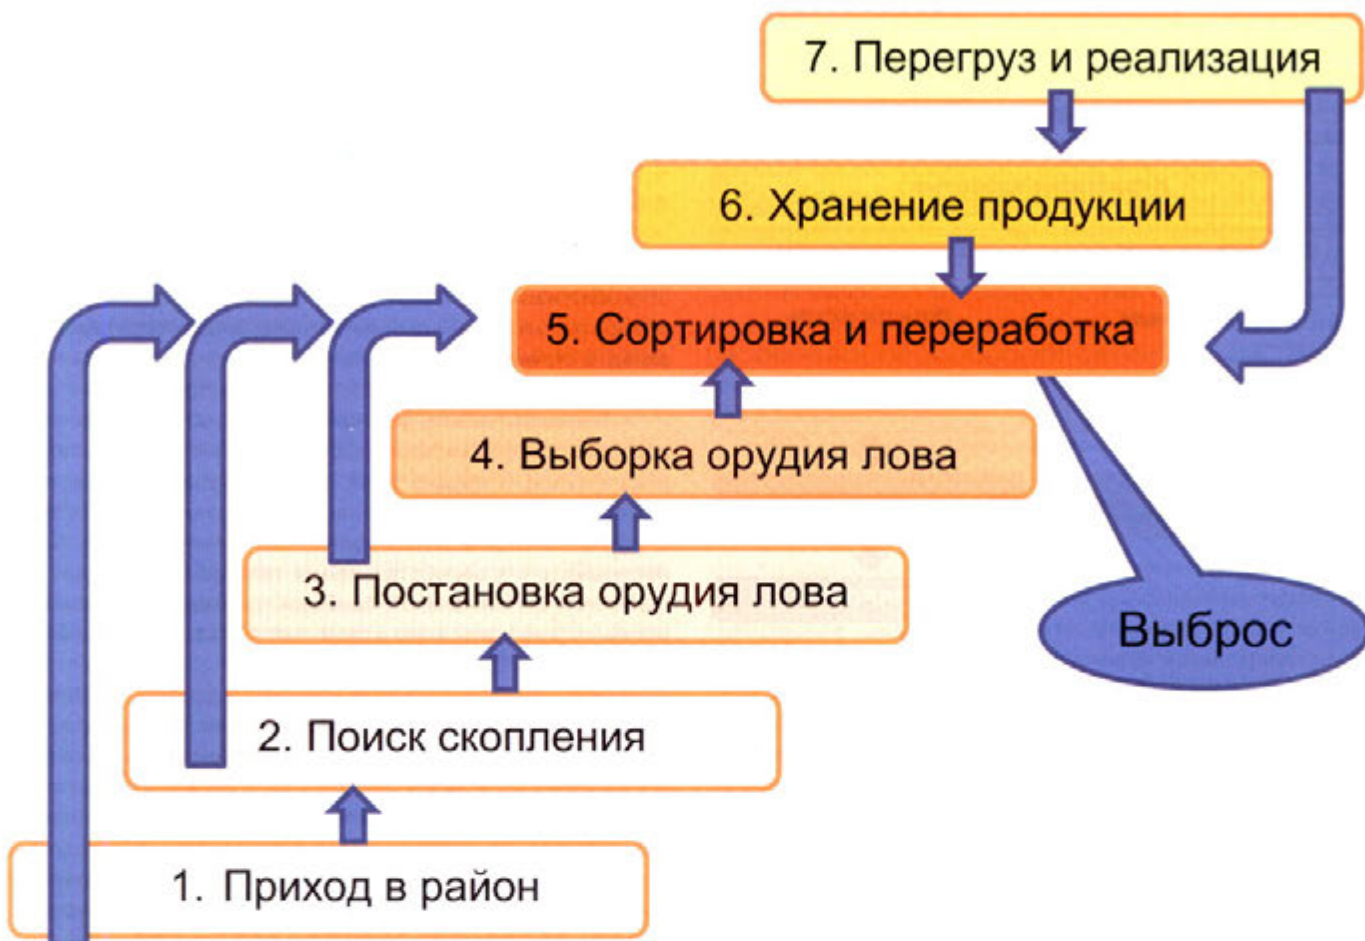 7. Перегруз и реализация
6. Хранение продукции
5. Сортировка и переработка
4. Выборка орудия лова
3. Постановка орудия лова
Выброс
2. Поиск скопления
1. Приход в район